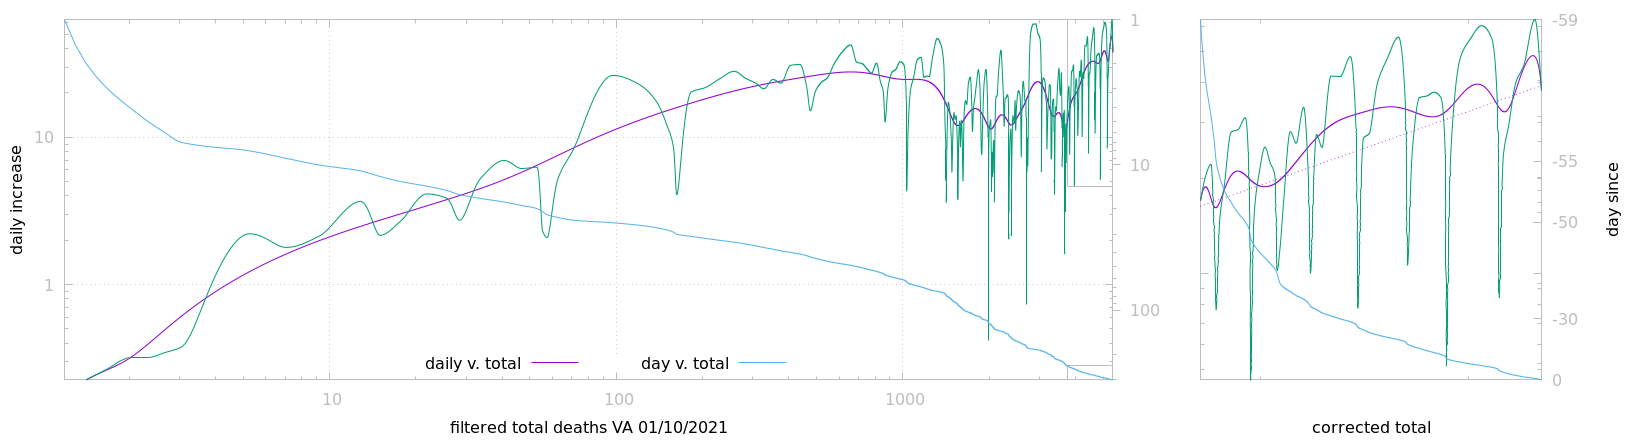 1
-59
10
10
-55
daily increase
-50
day since
1
100
-30
daily v. total
day v. total
0
10
100
1000
filtered total deaths VA 01/10/2021
corrected total